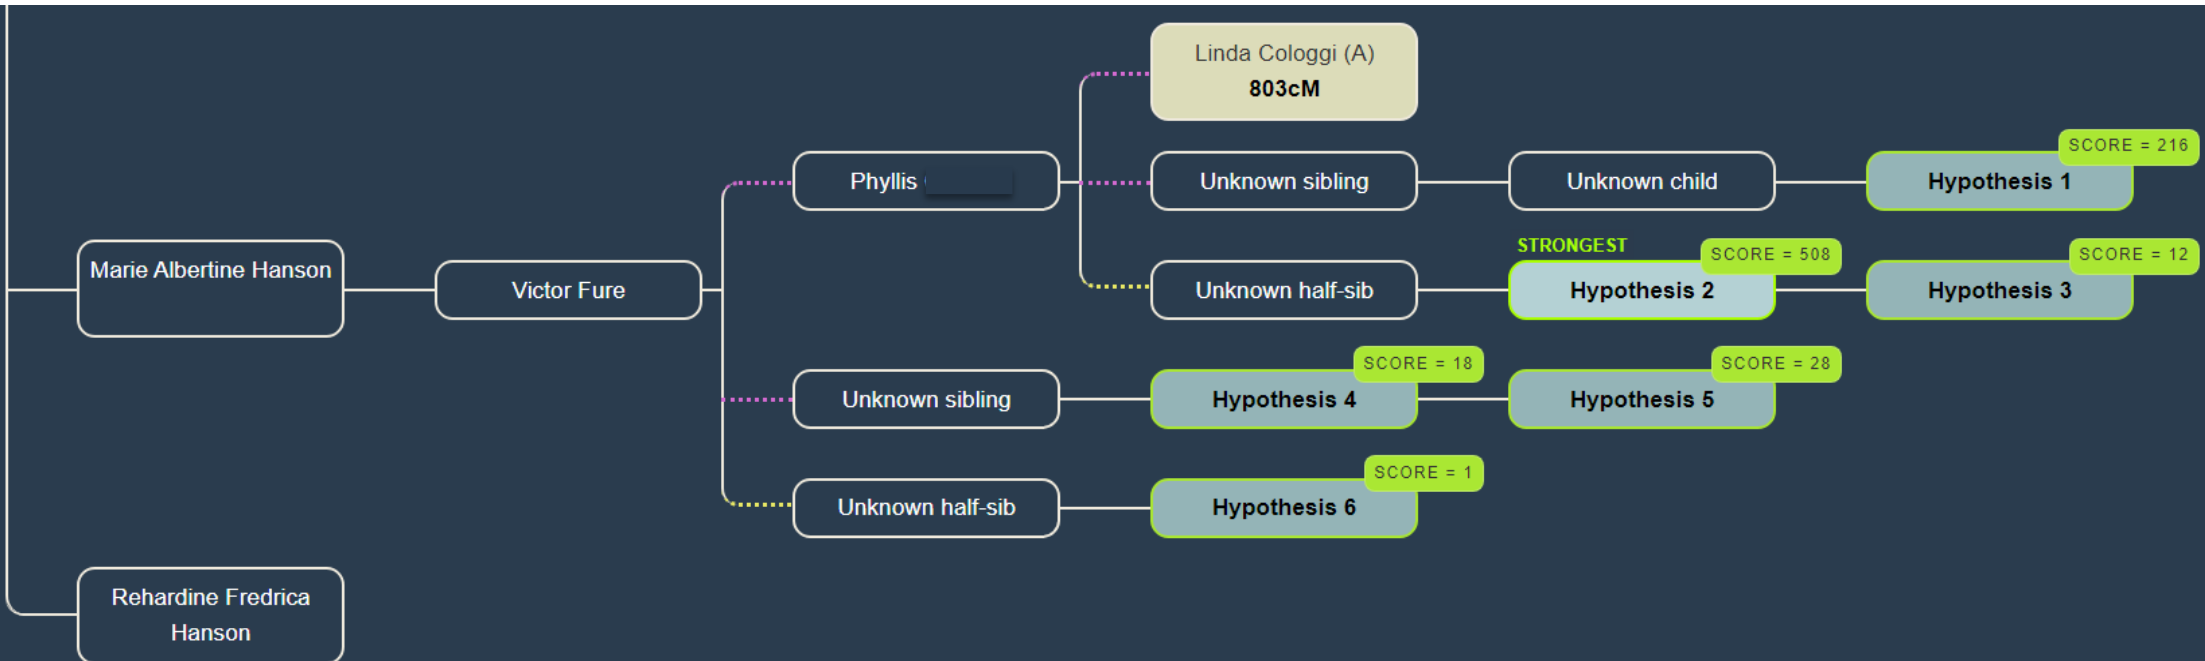 Linda Cologgi (A)
803cM
SCORE = 216
Phyllis
Unknown sibling
Unknown child
Hypothesis 1
STRONGEST
SCORE = 508
SCORE = 12
Marie Albertine Hanson
Victor Fure
Unknown half-sib
Hypothesis 2
Hypothesis 3
SCORE = 18
SCORE = 28
Unknown sibling
Hypothesis 4
Hypothesis 5
SCORE = 1
Unknown half-sib
Hypothesis 6
Rehardine Fredrica
Hanson